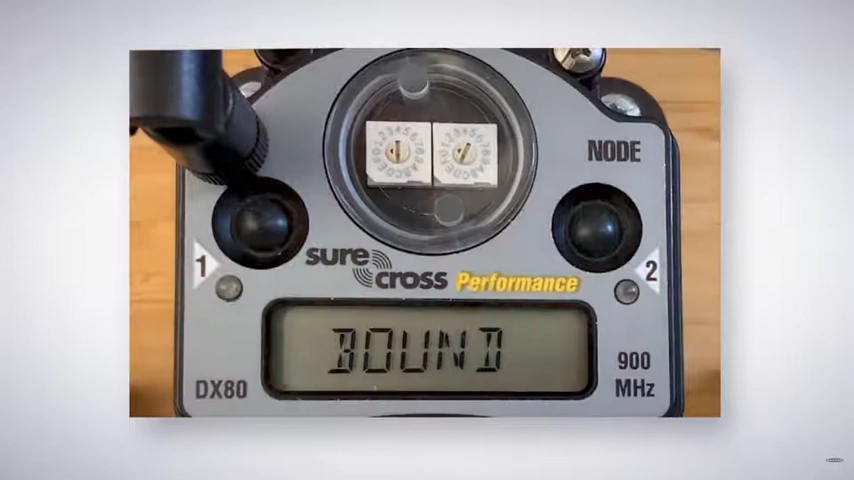 NODE
1
sure
cross Performance
2
BOUND
DX80
900
MHz